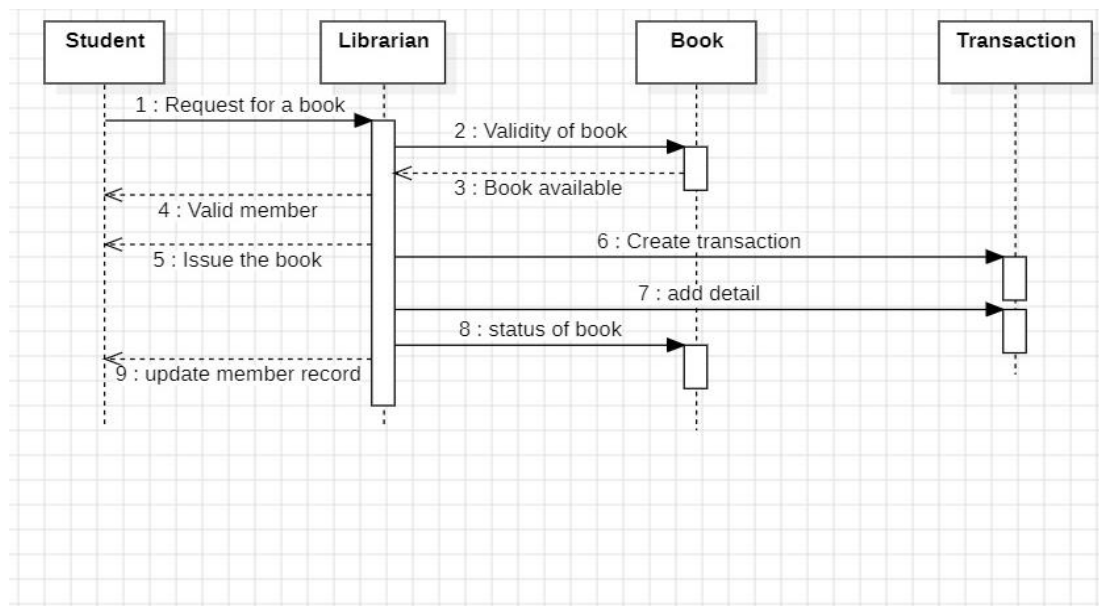 Student
Librarian
Book
Transaction
1 : Request for a book
2 : Validity of book
3 : Book available
4 : Valid member
5 : Issue the book
6 : Create transaction
7 : add detail
8 : status of book
9 : update member record